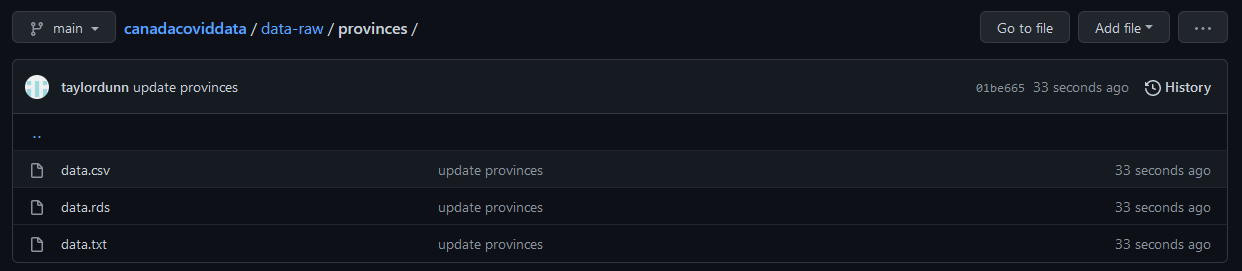 main canadacoviddata / data-raw / provinces / Go to file Add file ...
taylordunn update provinces 01be665 33 seconds ago History
..
data.csv update provinces 33 seconds ago
data.rds update provinces 33 seconds ago
data.txt update provinces 33 seconds ago